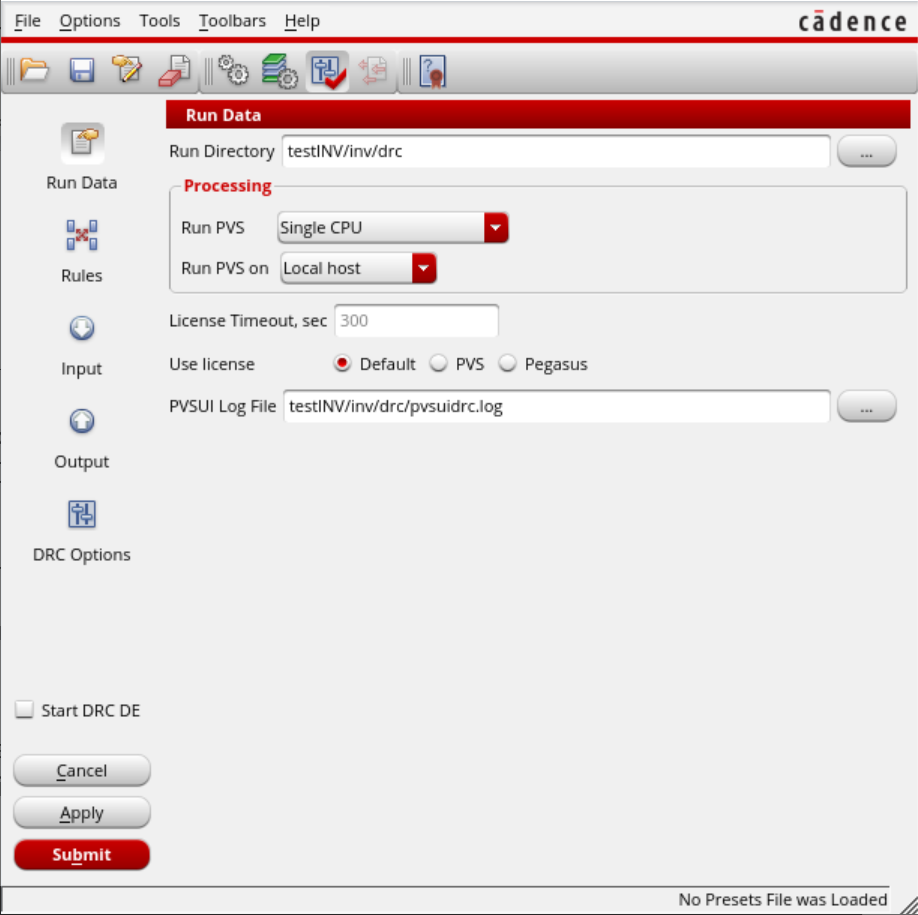 File Options Tools Toolbars Help cādence
Run Data
Run Directory testINV/inv/drc ...
Run Data
Processing
Run PVS Single CPU
Rules
Run PVS on Local host
License Timeout, sec 300
Input
Use license Default PVS Pegasus
PVSUI Log File testINV/inv/drc/pvsuidrc.log ...
Output
DRC Options
Start DRC DE
Cancel
Apply
Submit
No Presets File was Loaded